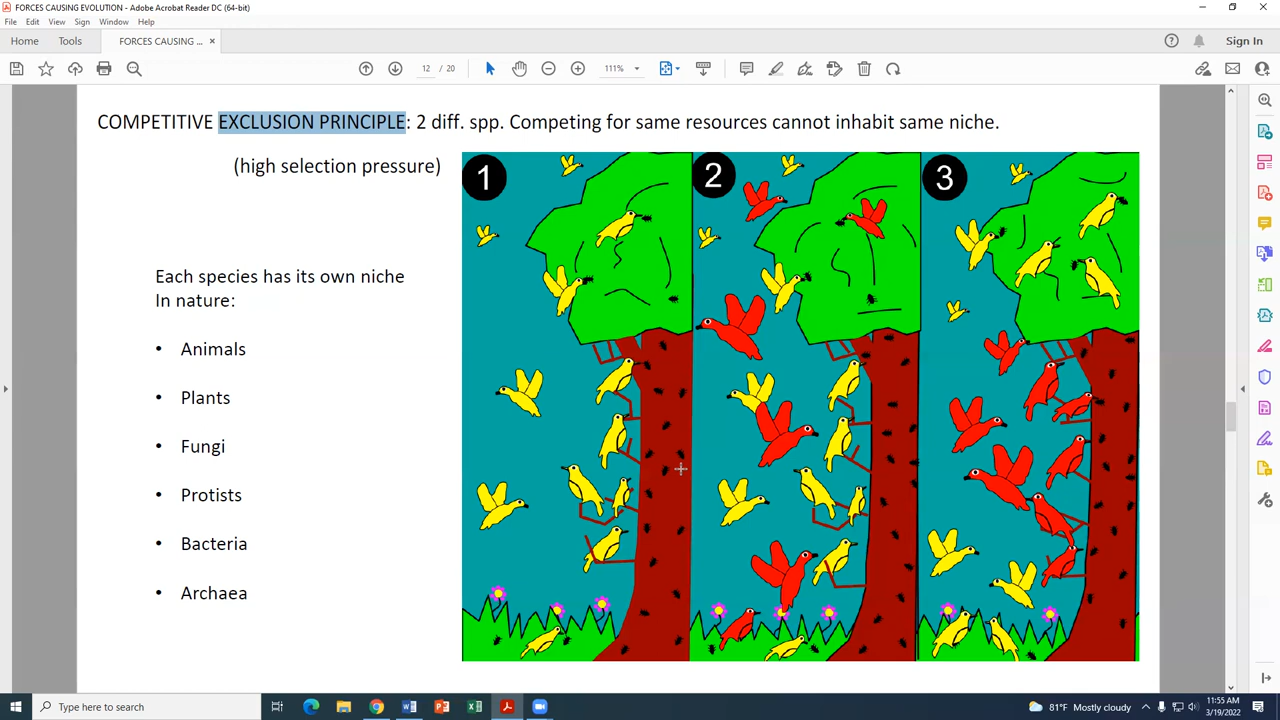 FORCES CAUSING EVOLUTION - Adobe Acrobat Reader DC (64-bit)
File Edit View Sign Window Help
Home Tools FORCES CAUSING ... × Sign In
12 / 20 111%
COMPETITIVE EXCLUSION PRINCIPLE: 2 diff. spp. Competing for same resources cannot inhabit same niche.
(high selection pressure)
1 2 3
Each species has its own niche
In nature:
• Animals
• Plants
• Fungi
• Protists
• Bacteria
• Archaea
Type here to search
81°F Mostly cloudy
11:55 AM
3/19/2022